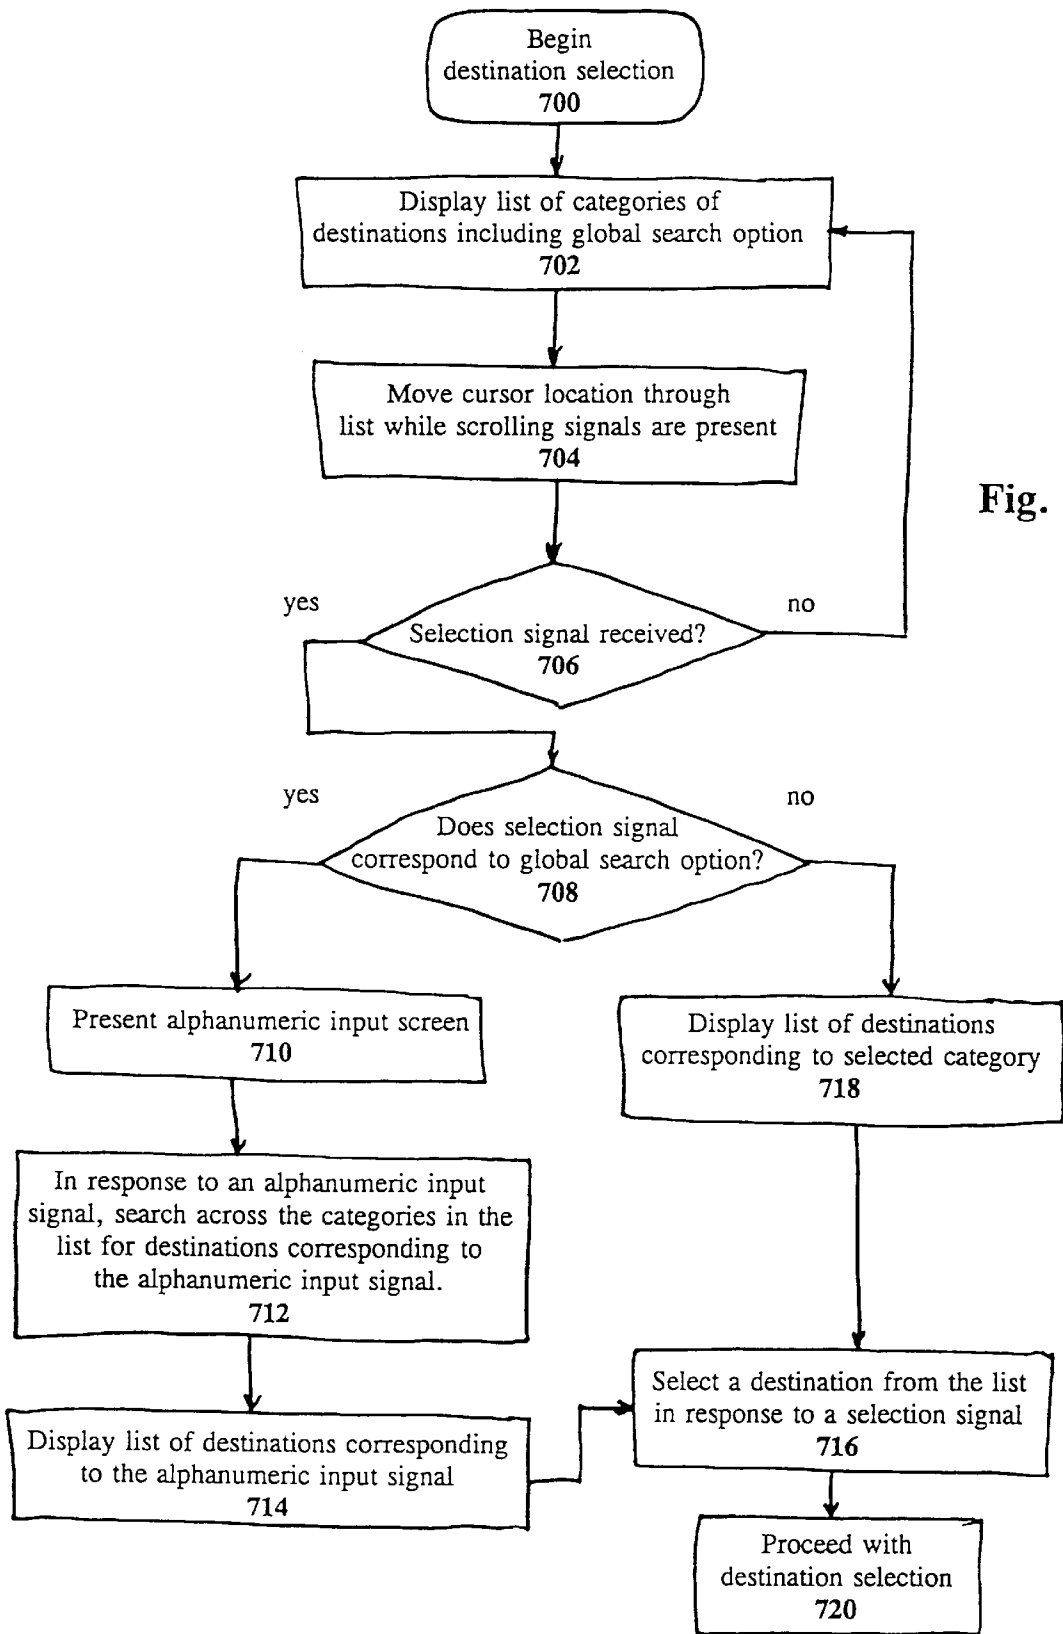 Begin
destination selection
700
Display list of categories of
destinations including global search option
702
Move cursor location through
list while scrolling signals are present
704
Fig.
yes
no
Selection signal received?
706
yes
no
Does selection signal
correspond to global search option?
708
Present alphanumeric input screen
710
Display list of destinations
corresponding to selected category
718
In response to an alphanumeric input
signal, search across the categories in the
list for destinations corresponding to
the alphanumeric input signal.
712
Select a destination from the list
in response to a selection signal
716
Display list of destinations corresponding
to the alphanumeric input signal
714
Proceed with
destination selection
720